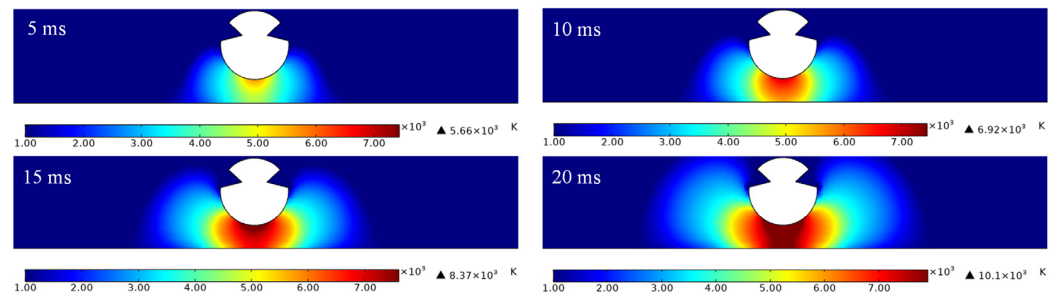 5 ms
10 ms
×10³
1.00 2.00 3.00 4.00 5.00 6.00 7.00 ▲ 5.66×10³ K
×10³
1.00 2.00 3.00 4.00 5.00 6.00 7.00 ▲ 6.92×10³ K
15 ms
20 ms
×10³
1.00 2.00 3.00 4.00 5.00 6.00 7.00 ▲ 8.37×10³ K
×10³
1.00 2.00 3.00 4.00 5.00 6.00 7.00 ▲ 10.1×10³ K